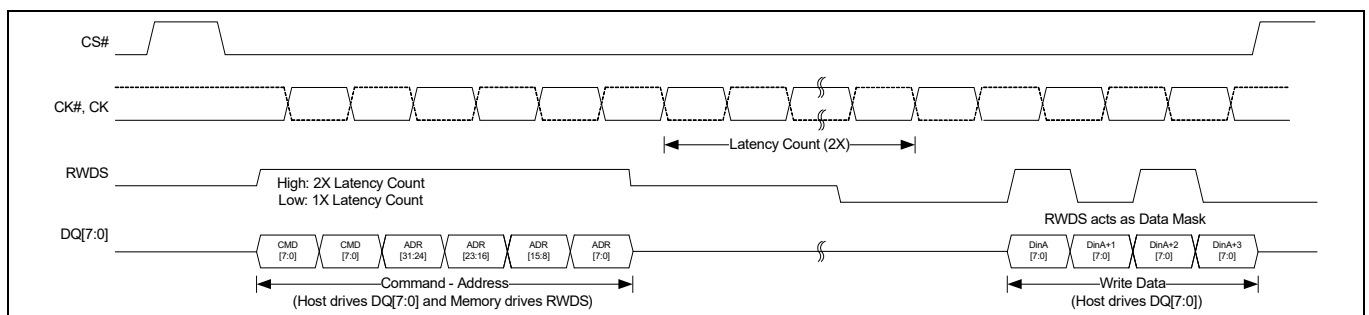 CS#
CK#, CK
Latency Count (2X)
RWDS
High: 2X Latency Count
Low: 1X Latency Count
RWDS acts as Data Mask
DQ[7:0]
CMD [7:0]
CMD [7:0]
ADR [31:24]
ADR [23:16]
ADR [15:8]
ADR [7:0]
DinA [7:0]
DinA+1 [7:0]
DinA+2 [7:0]
DinA+3 [7:0]
Command - Address
(Host drives DQ[7:0] and Memory drives RWDS)
Write Data
(Host drives DQ[7:0])